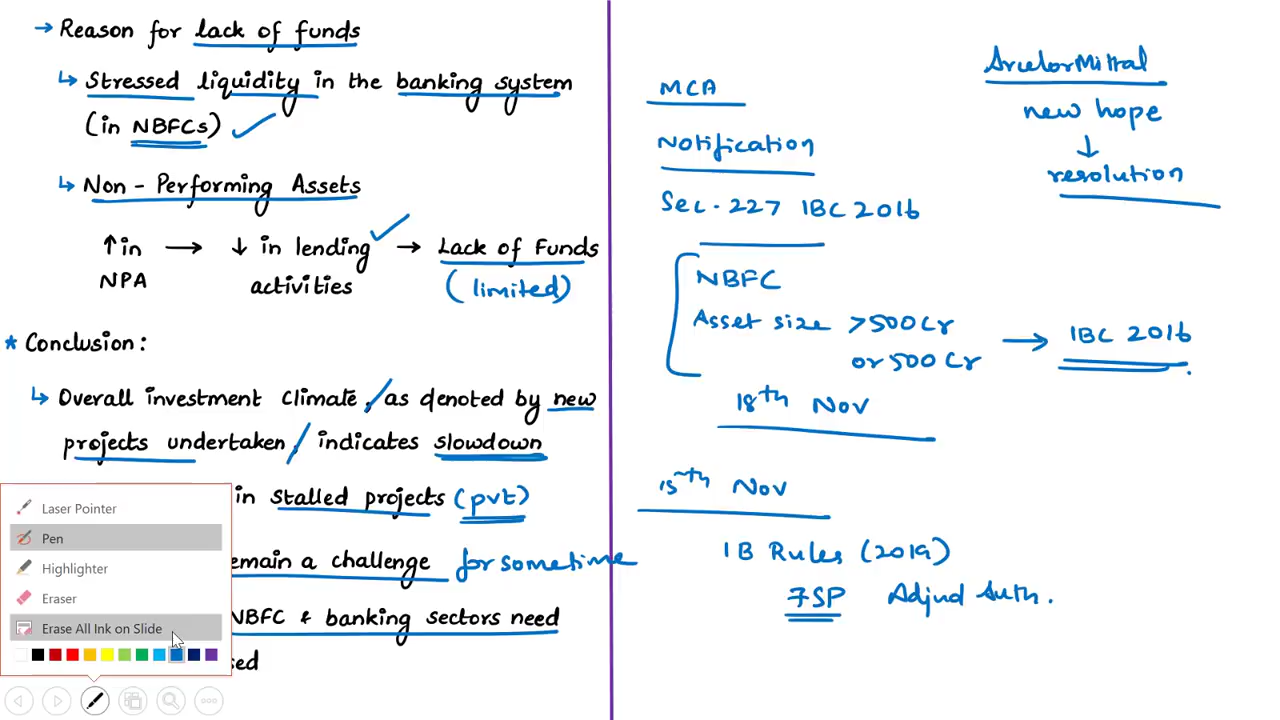 → Reason for lack of funds
↳ Stressed liquidity in the banking system
(in NBFCs)
↳ Non - Performing Assets
↑ in NPA → ↓ in lending activities → Lack of Funds (limited)
* Conclusion:
↳ Overall investment Climate, as denoted by new
projects undertaken, indicates slowdown
in stalled projects (pvt)
emain a challenge for sometime
NBFC & banking sectors need
sed
Laser Pointer
Pen
Highlighter
Eraser
Erase All Ink on Slide
MCA
Notification
Sec. 227 IBC 2016
NBFC
Asset size >500 Cr
or 500 Cr
→ IBC 2016
18th Nov
15th Nov
IB Rules (2019)
FSP Adjud Auth.
ArcelorMittal
new hope
↓
resolution